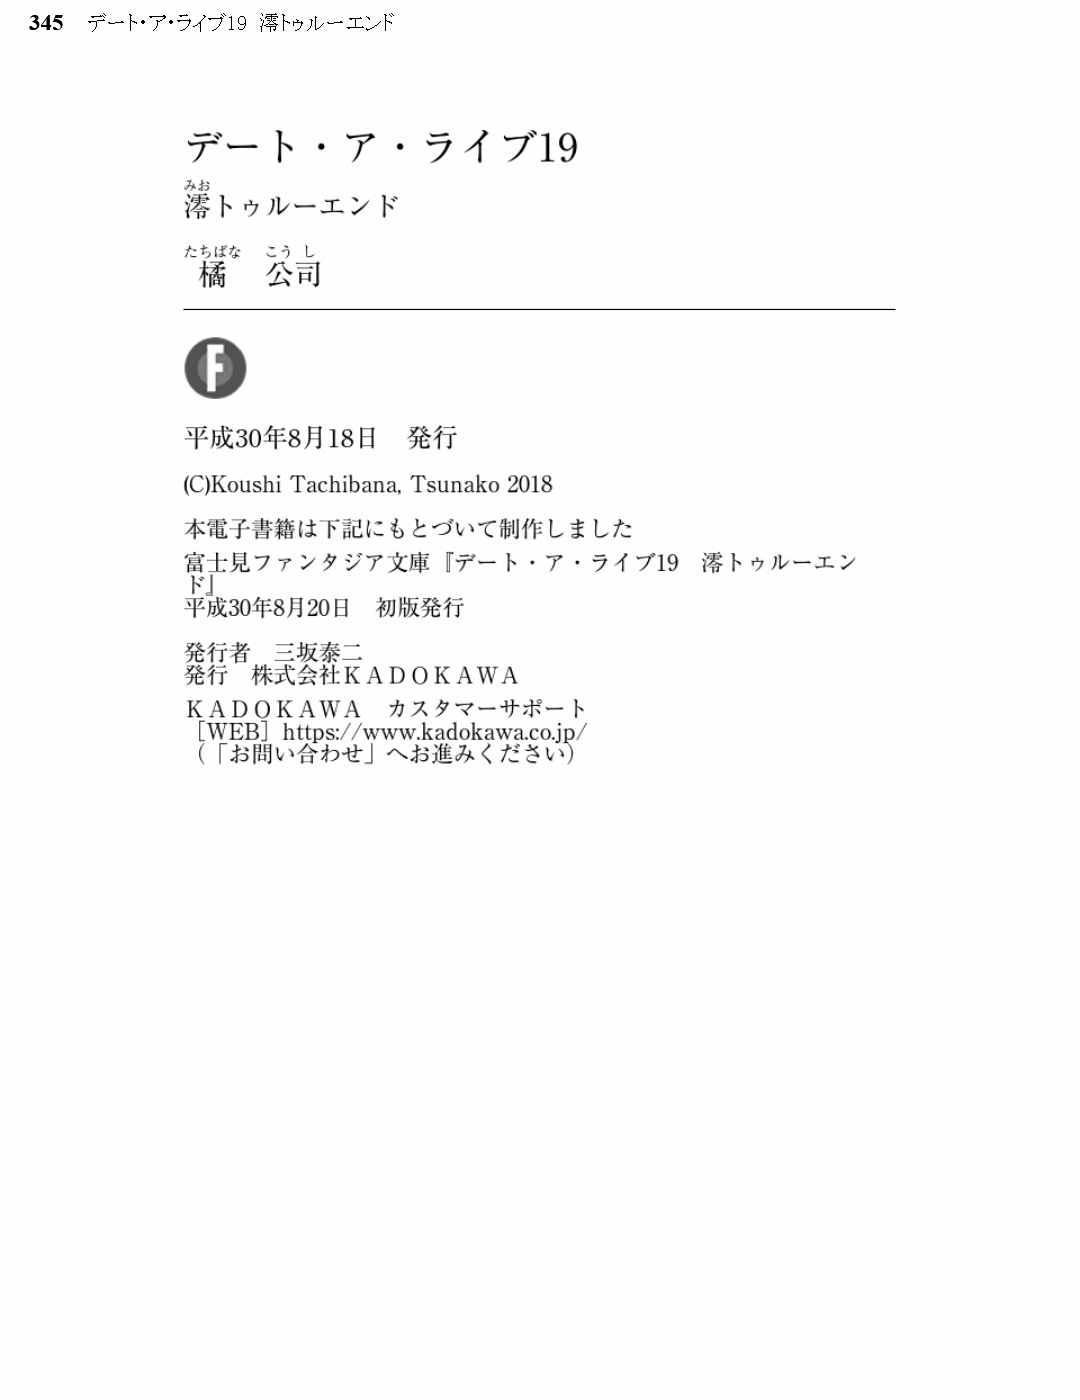 345 デート・ア・ライブ19 澪トゥルーエンド
デート・ア・ライブ19
みお
澪トゥルーエンド
たちばな こうし
橘 公司
F
平成30年8月18日 発行
(C)Koushi Tachibana, Tsunako 2018
本電子書籍は下記にもとづいて制作しました
富士見ファンタジア文庫『デート・ア・ライブ19 澪トゥルーエン
ド』
平成30年8月20日 初版発行
発行者 三坂泰二
発行 株式会社ＫＡＤＯＫＡＷＡ
ＫＡＤＯＫＡＷＡ カスタマーサポート
［WEB］https://www.kadokawa.co.jp/
（「お問い合わせ」へお進みください）